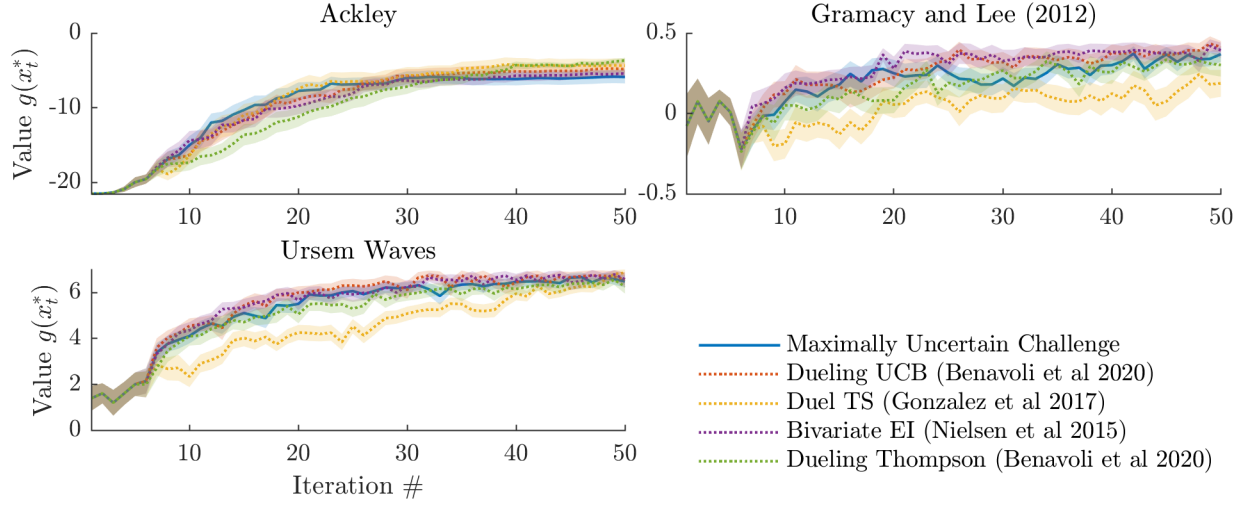 Ackley
Value g(x*t)
0
-10
-20
10 20 30 40 50
Gramacy and Lee (2012)
0.5
0
-0.5
10 20 30 40 50
Ursem Waves
Value g(x*t)
6
4
2
0
10 20 30 40 50
Iteration #
Maximally Uncertain Challenge
Dueling UCB (Benavoli et al 2020)
Duel TS (Gonzalez et al 2017)
Bivariate EI (Nielsen et al 2015)
Dueling Thompson (Benavoli et al 2020)